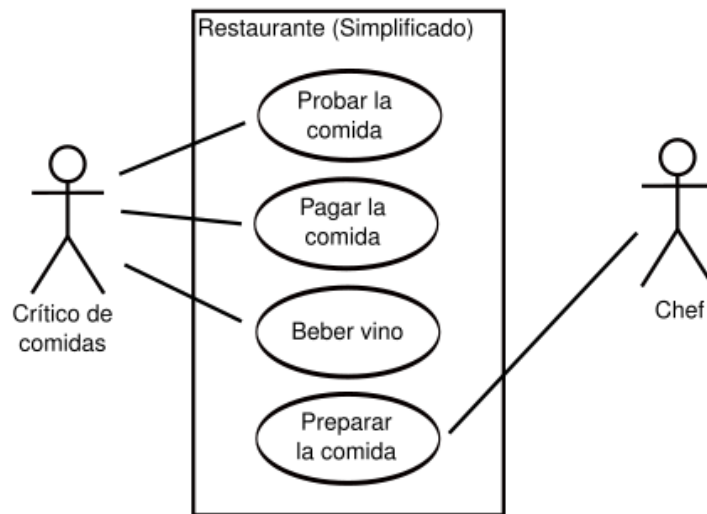 Restaurante (Simplificado)
Probar la
comida
Pagar la
comida
Beber vino
Preparar
la comida
Crítico de
comidas
Chef